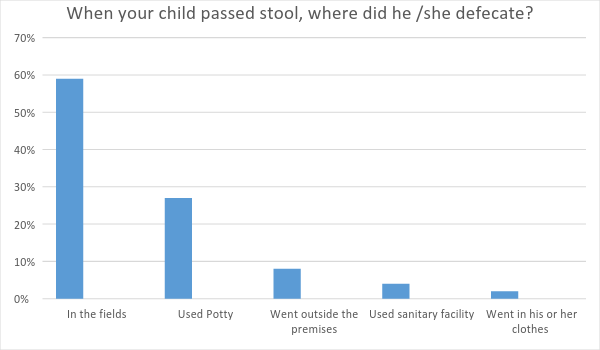 When your child passed stool, where did he /she defecate?
70%
60%
50%
40%
30%
20%
10%
0%
In the fields
Used Potty
Went outside the
premises
Used sanitary facility
Went in his or her
clothes